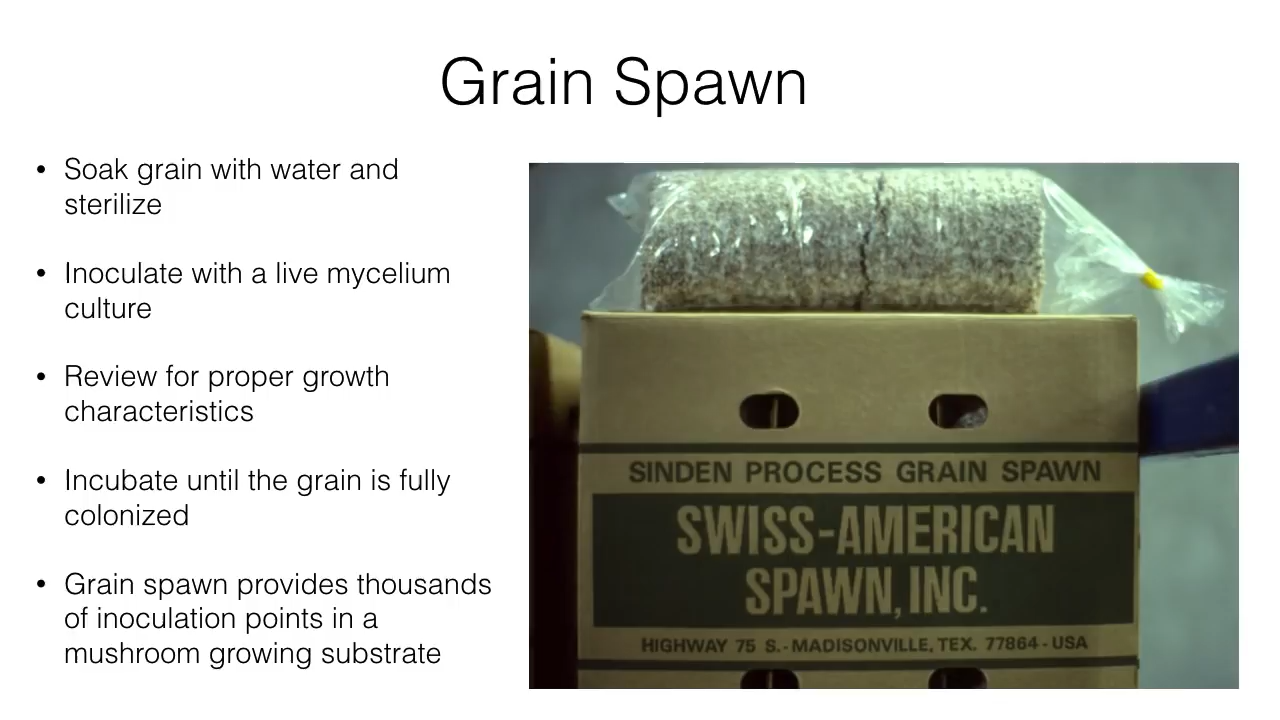 Grain Spawn
• Soak grain with water and
sterilize
• Inoculate with a live mycelium
culture
• Review for proper growth
characteristics
• Incubate until the grain is fully
colonized
• Grain spawn provides thousands
of inoculation points in a
mushroom growing substrate
SINDEN PROCESS GRAIN SPAWN
SWISS-AMERICAN
SPAWN, INC.
HIGHWAY 75 S.-MADISONVILLE, TEX. 77864-USA